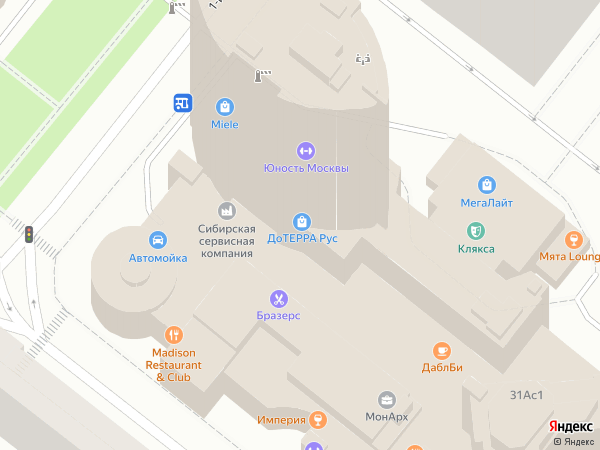 Miele
Юность Москвы
МегаЛайт
Сибирская
сервисная
компания
ДоТЕРРА Рус
Клякса
Автомойка
Мята Loung
Бразерс
Madison
Restaurant
& Club
ДаблБи
31Ас1
МонАрх
Империя
Яндекс
© Яндекс